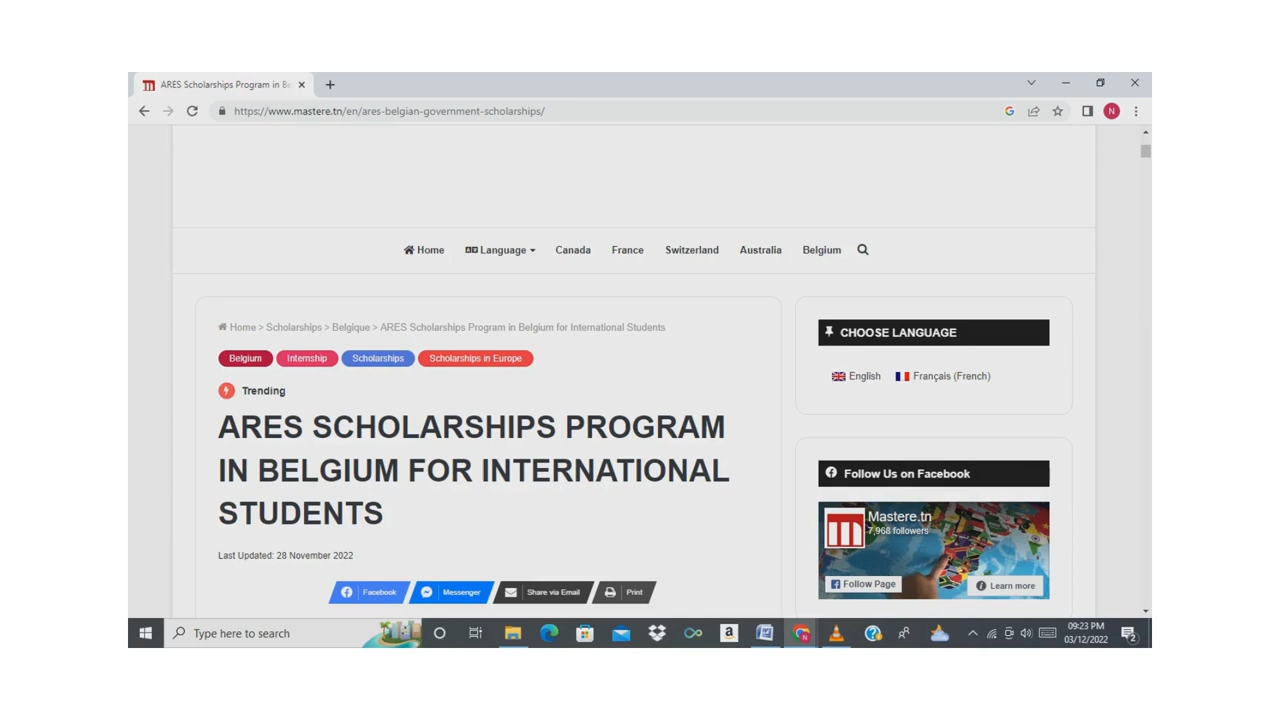 ARES Scholarships Program in Be
https://www.mastere.tn/en/ares-belgian-government-scholarships/
N
Home
Language
Canada
France
Switzerland
Australia
Belgium
Home > Scholarships > Belgique > ARES Scholarships Program in Belgium for International Students
Belgium
Internship
Scholarships
Scholarships in Europe
Trending
ARES SCHOLARSHIPS PROGRAM
IN BELGIUM FOR INTERNATIONAL
STUDENTS
Last Updated: 28 November 2022
Facebook
Messenger
Share via Email
Print
CHOOSE LANGUAGE
English
Français (French)
Follow Us on Facebook
Mastere.tn
7,968 followers
Follow Page
Learn more
Type here to search
09:23 PM
03/12/2022
2